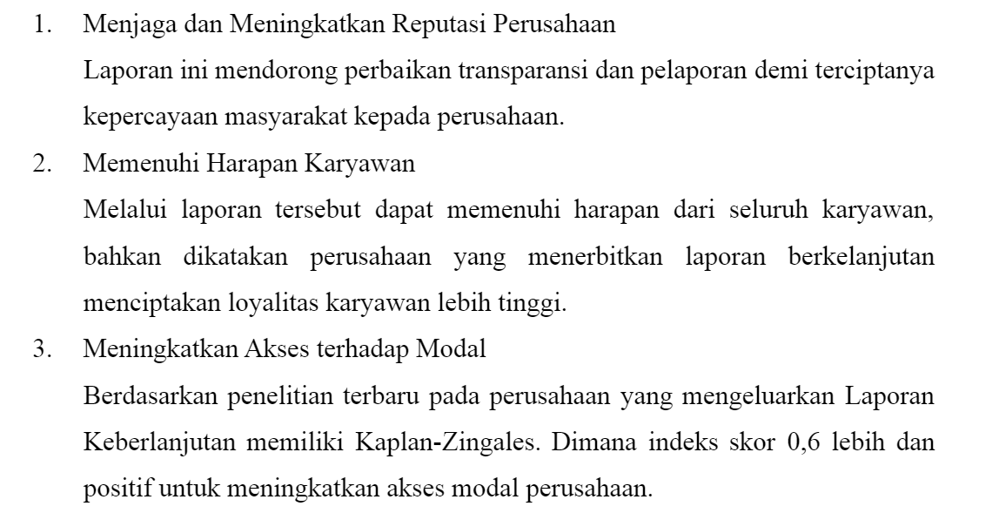 1. Menjaga dan Meningkatkan Reputasi Perusahaan
Laporan ini mendorong perbaikan transparansi dan pelaporan demi terciptanya
kepercayaan masyarakat kepada perusahaan.
2. Memenuhi Harapan Karyawan
Melalui laporan tersebut dapat memenuhi harapan dari seluruh karyawan,
bahkan dikatakan perusahaan yang menerbitkan laporan berkelanjutan
menciptakan loyalitas karyawan lebih tinggi.
3. Meningkatkan Akses terhadap Modal
Berdasarkan penelitian terbaru pada perusahaan yang mengeluarkan Laporan
Keberlanjutan memiliki Kaplan-Zingales. Dimana indeks skor 0,6 lebih dan
positif untuk meningkatkan akses modal perusahaan.